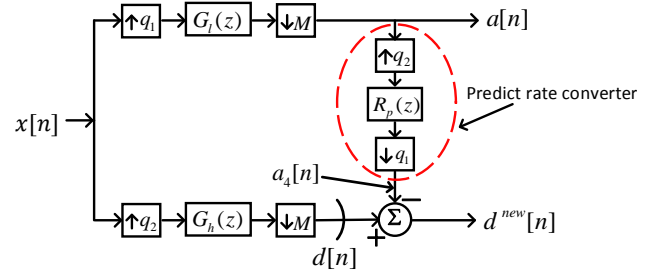 ↑q₁
G_l(z)
↓M
a[n]
↑q₂
R_p(z)
Predict rate converter
↓q₁
x[n]
a₄[n]
−
↑q₂
G_h(z)
↓M
Σ
+
d^{new}[n]
d[n]